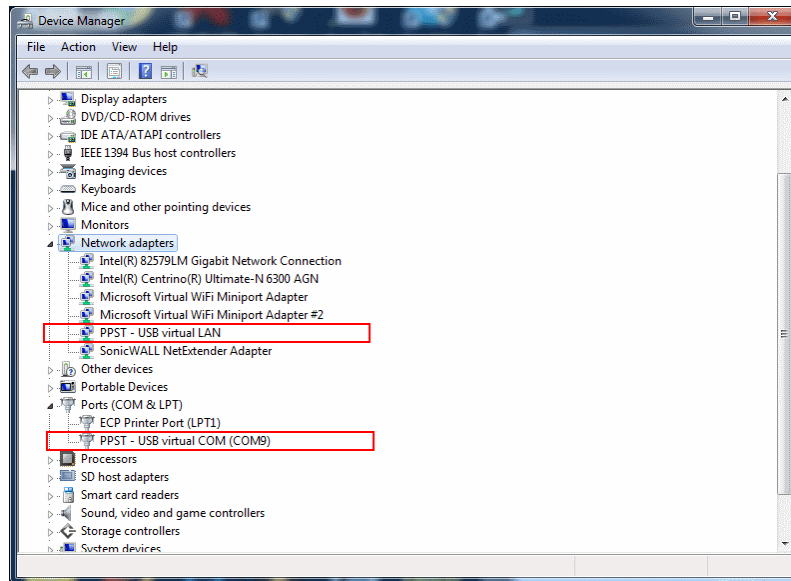 Device Manager
File Action View Help
Display adapters
DVD/CD-ROM drives
IDE ATA/ATAPI controllers
IEEE 1394 Bus host controllers
Imaging devices
Keyboards
Mice and other pointing devices
Monitors
Network adapters
Intel(R) 82579LM Gigabit Network Connection
Intel(R) Centrino(R) Ultimate-N 6300 AGN
Microsoft Virtual WiFi Miniport Adapter
Microsoft Virtual WiFi Miniport Adapter #2
PPST - USB virtual LAN
SonicWALL NetExtender Adapter
Other devices
Portable Devices
Ports (COM & LPT)
ECP Printer Port (LPT1)
PPST - USB virtual COM (COM9)
Processors
SD host adapters
Smart card readers
Sound, video and game controllers
Storage controllers
System devices